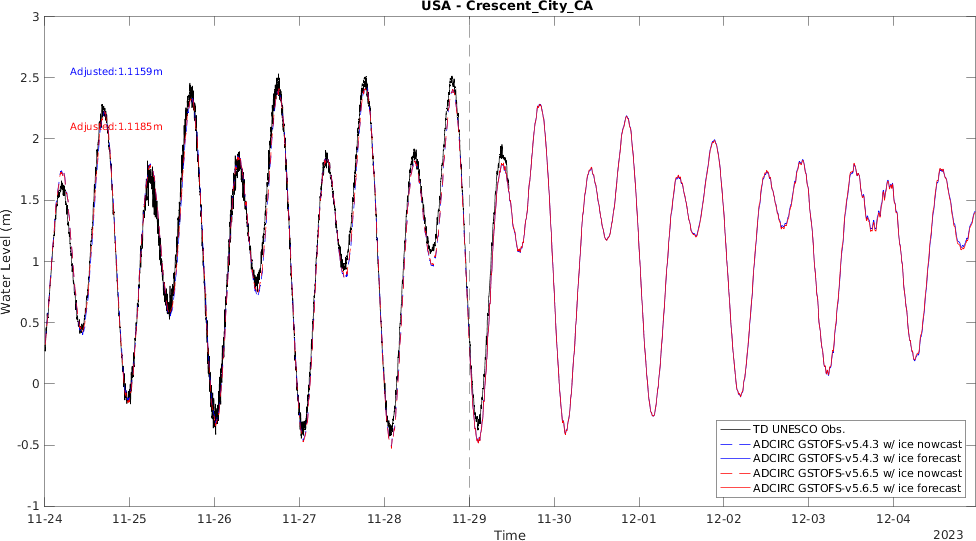 USA - Crescent_City_CA
3
2.5
2
1.5
1
0.5
0
-0.5
-1
Water Level (m)
Adjusted:1.1159m
Adjusted:1.1185m
TD UNESCO Obs.
ADCIRC GSTOFS-v5.4.3 w/ ice nowcast
ADCIRC GSTOFS-v5.4.3 w/ ice forecast
ADCIRC GSTOFS-v5.6.5 w/ ice nowcast
ADCIRC GSTOFS-v5.6.5 w/ ice forecast
11-24 11-25 11-26 11-27 11-28 11-29 11-30 12-01 12-02 12-03 12-04
Time
2023